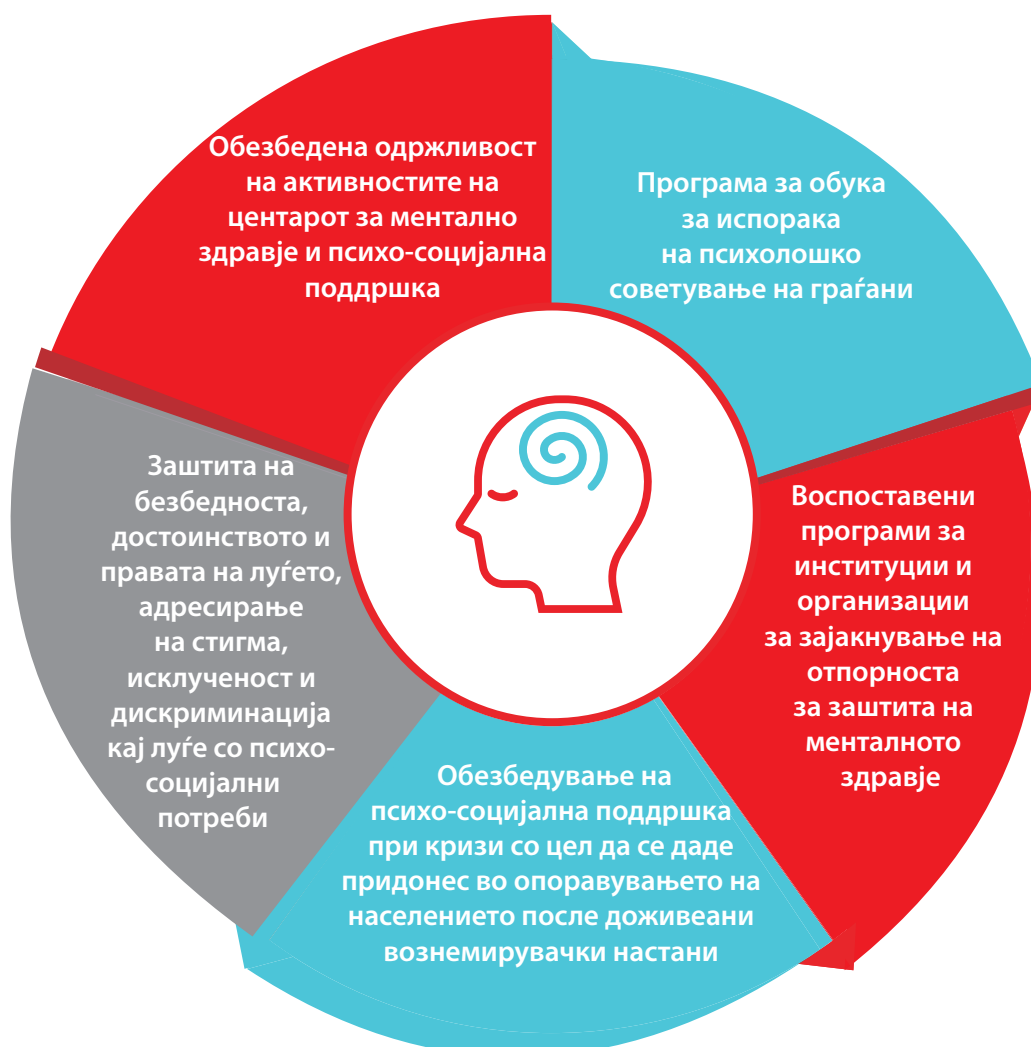 Обезбедена одржливост
на активностите на
центарот за ментално
здравје и психо-социјална
поддршка
Програма за обука
за испорака
на психолошко
советување на граѓани
Воспоставени
програми за
институции и
организации
за зајакнување на
отпорноста
за заштита на
менталното
здравје
Обезбедување на
психо-социјална поддршка
при кризи со цел да се даде
придонес во опоравувањето на
населението после доживеани
вознемирувачки настани
Заштита на
безбедноста,
достоинството и
правата на луѓето,
адресирање
на стигма,
исклученост и
дискриминација
кај луѓе со психо-
социјални
потреби